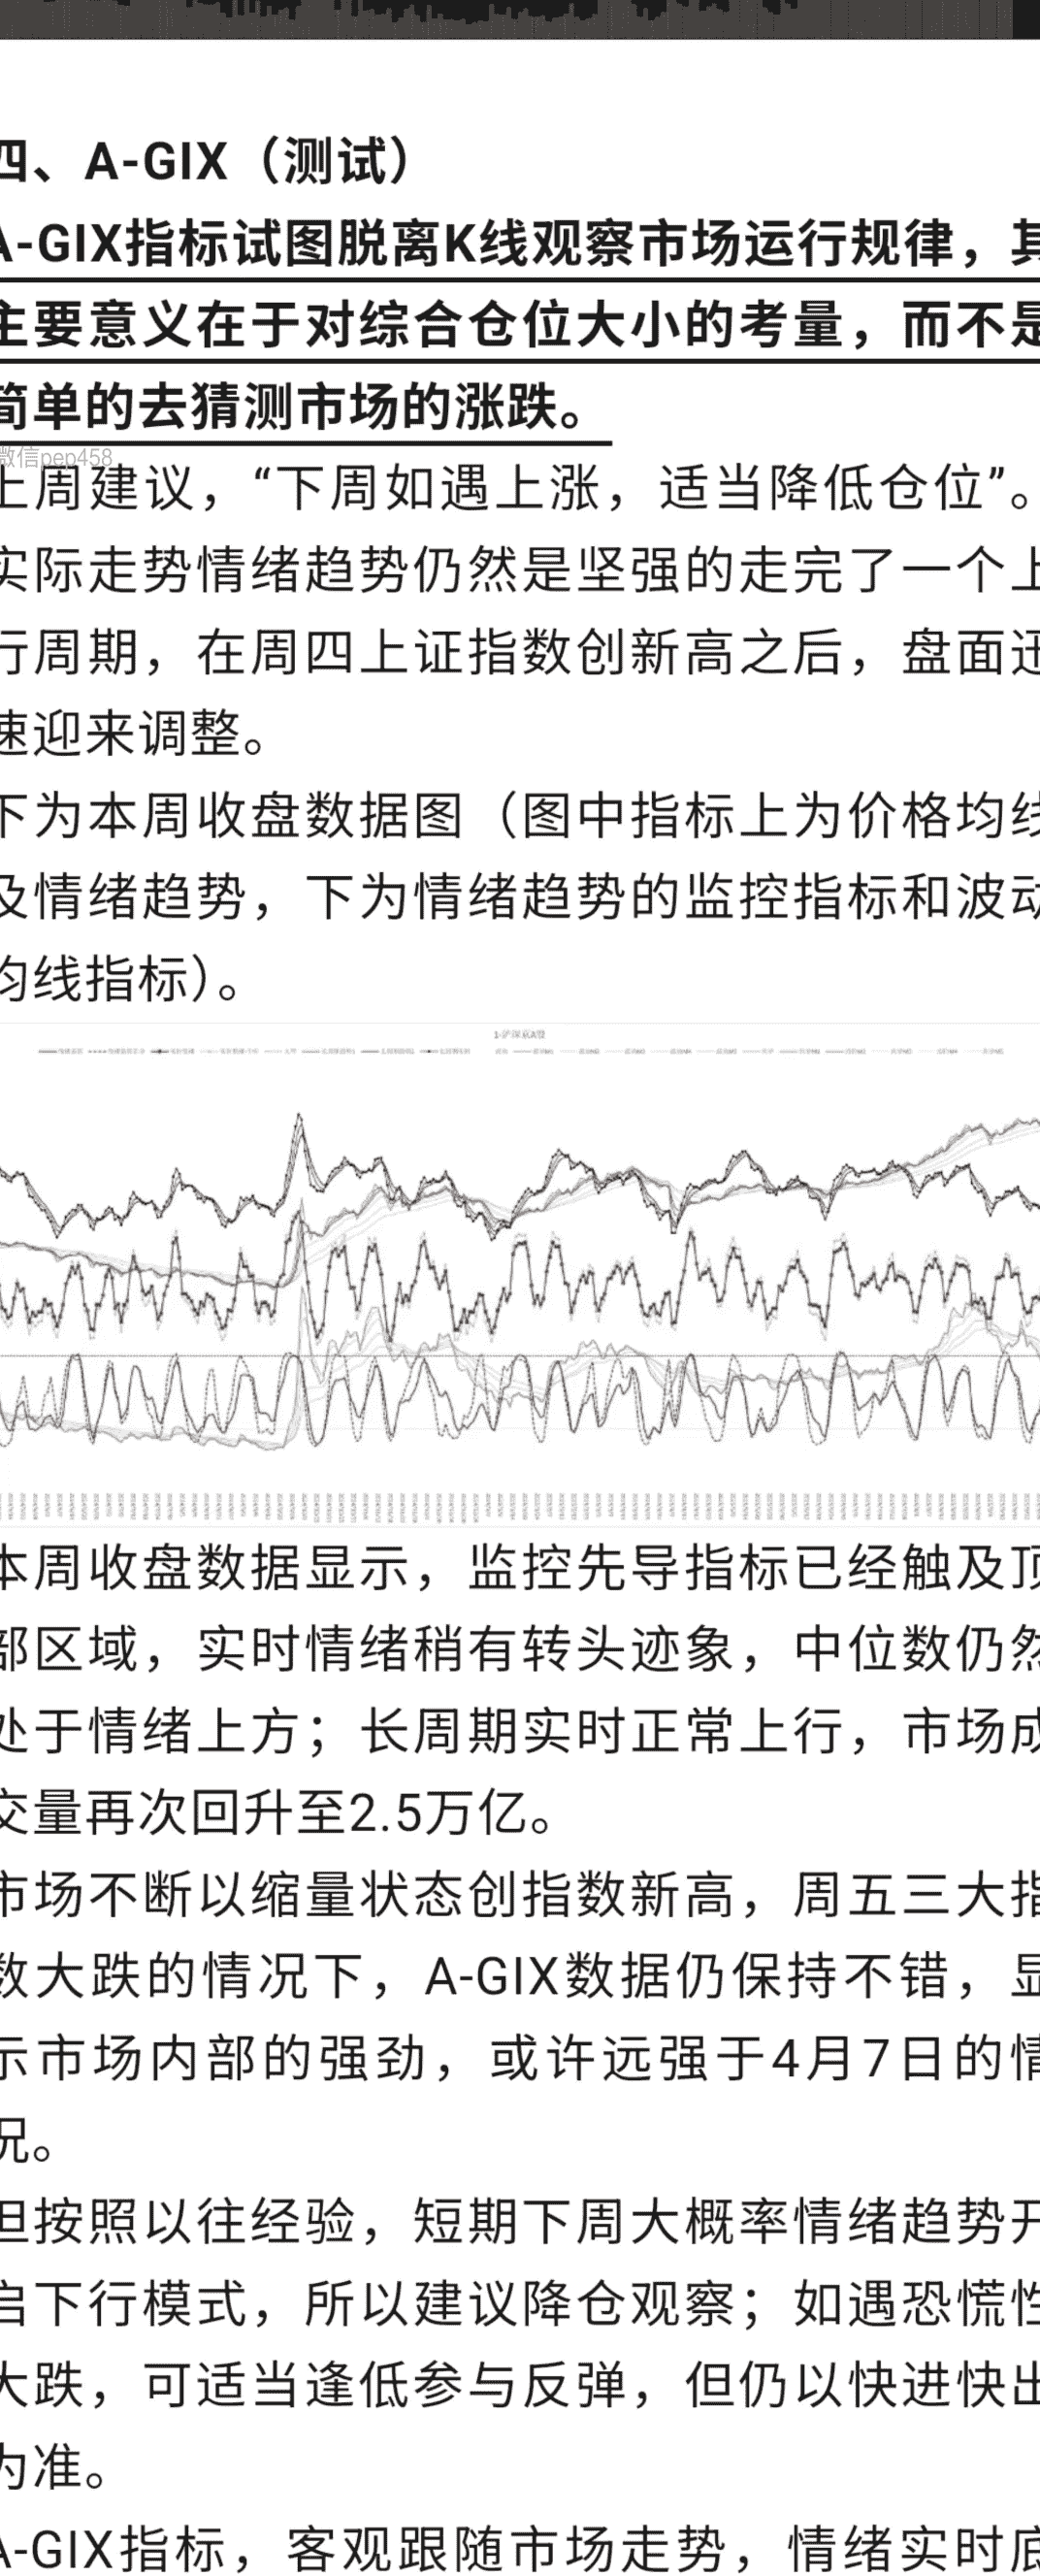 四、A-GIX（测试）
A-GIX指标试图脱离K线观察市场运行规律，其
主要意义在于对综合仓位大小的考量，而不是
简单的去猜测市场的涨跌。
微信pep458
上周建议，“下周如遇上涨，适当降低仓位”。
实际走势情绪趋势仍然是坚强的走完了一个上
行周期，在周四上证指数创新高之后，盘面迅
速迎来调整。
下为本周收盘数据图（图中指标上为价格均线
及情绪趋势，下为情绪趋势的监控指标和波动
均线指标）。
本周收盘数据显示，监控先导指标已经触及顶
部区域，实时情绪稍有转头迹象，中位数仍然
处于情绪上方；长周期实时正常上行，市场成
交量再次回升至2.5万亿。
市场不断以缩量状态创指数新高，周五三大指
数大跌的情况下，A-GIX数据仍保持不错，显
示市场内部的强劲，或许远强于4月7日的情
况。
但按照以往经验，短期下周大概率情绪趋势开
启下行模式，所以建议降仓观察；如遇恐慌性
大跌，可适当逢低参与反弹，但仍以快进快出
为准。
A-GIX指标，客观跟随市场走势，情绪实时底